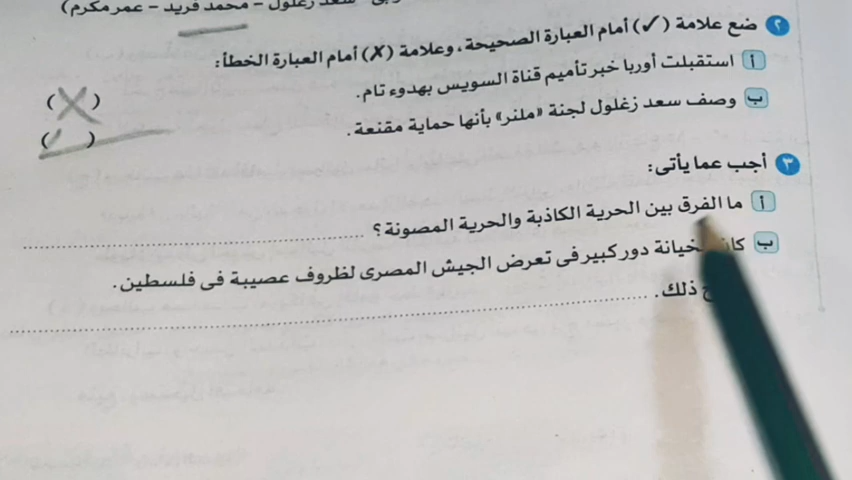 سعد زغلول - محمد فريد - عمر مكرم)
٢ ضع علامة (✓) أمام العبارة الصحيحة، وعلامة (✗) أمام العبارة الخطأ:
أ استقبلت أوربا خبر تأميم قناة السويس بهدوء تام. (✗)
ب وصف سعد زغلول لجنة «ملنر» بأنها حماية مقنعة. (✓)
٣ أجب عما يأتى:
أ ما الفرق بين الحرية الكاذبة والحرية المصونة؟
ب خيانة دور كبير فى تعرض الجيش المصرى لظروف عصيبة فى فلسطين.
ذلك.